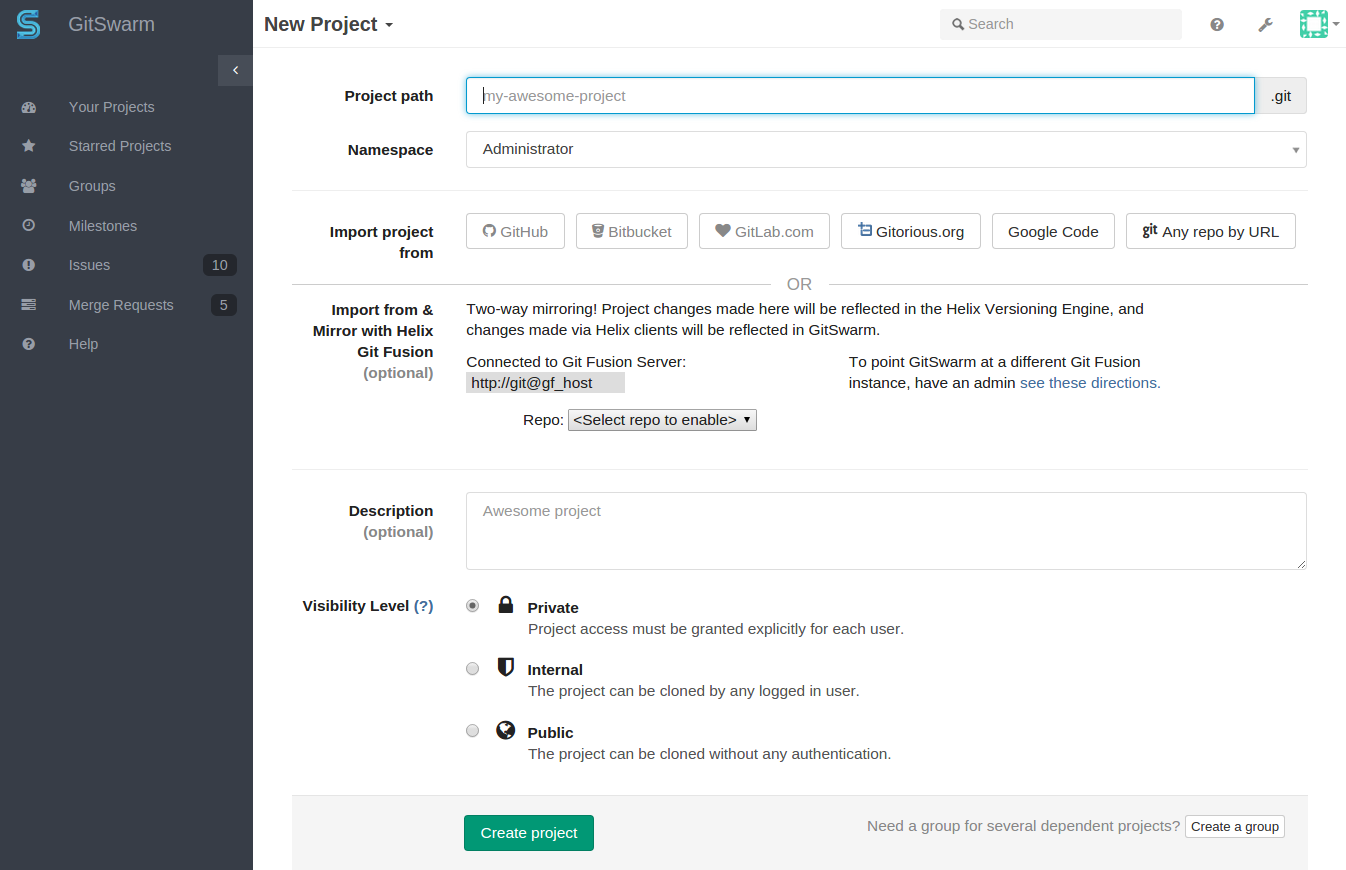 GitSwarm
New Project
Search
Your Projects
Starred Projects
Groups
Milestones
Issues 10
Merge Requests 5
Help
Project path
my-awesome-project
.git
Namespace
Administrator
Import project
from
GitHub
Bitbucket
GitLab.com
Gitorious.org
Google Code
git Any repo by URL
OR
Import from &
Mirror with Helix
Git Fusion
(optional)
Two-way mirroring! Project changes made here will be reflected in the Helix Versioning Engine, and
changes made via Helix clients will be reflected in GitSwarm.
Connected to Git Fusion Server:
http://git@gf_host
To point GitSwarm at a different Git Fusion
instance, have an admin see these directions.
Repo: <Select repo to enable>
Description
(optional)
Awesome project
Visibility Level (?)
Private
Project access must be granted explicitly for each user.
Internal
The project can be cloned by any logged in user.
Public
The project can be cloned without any authentication.
Create project
Need a group for several dependent projects? Create a group